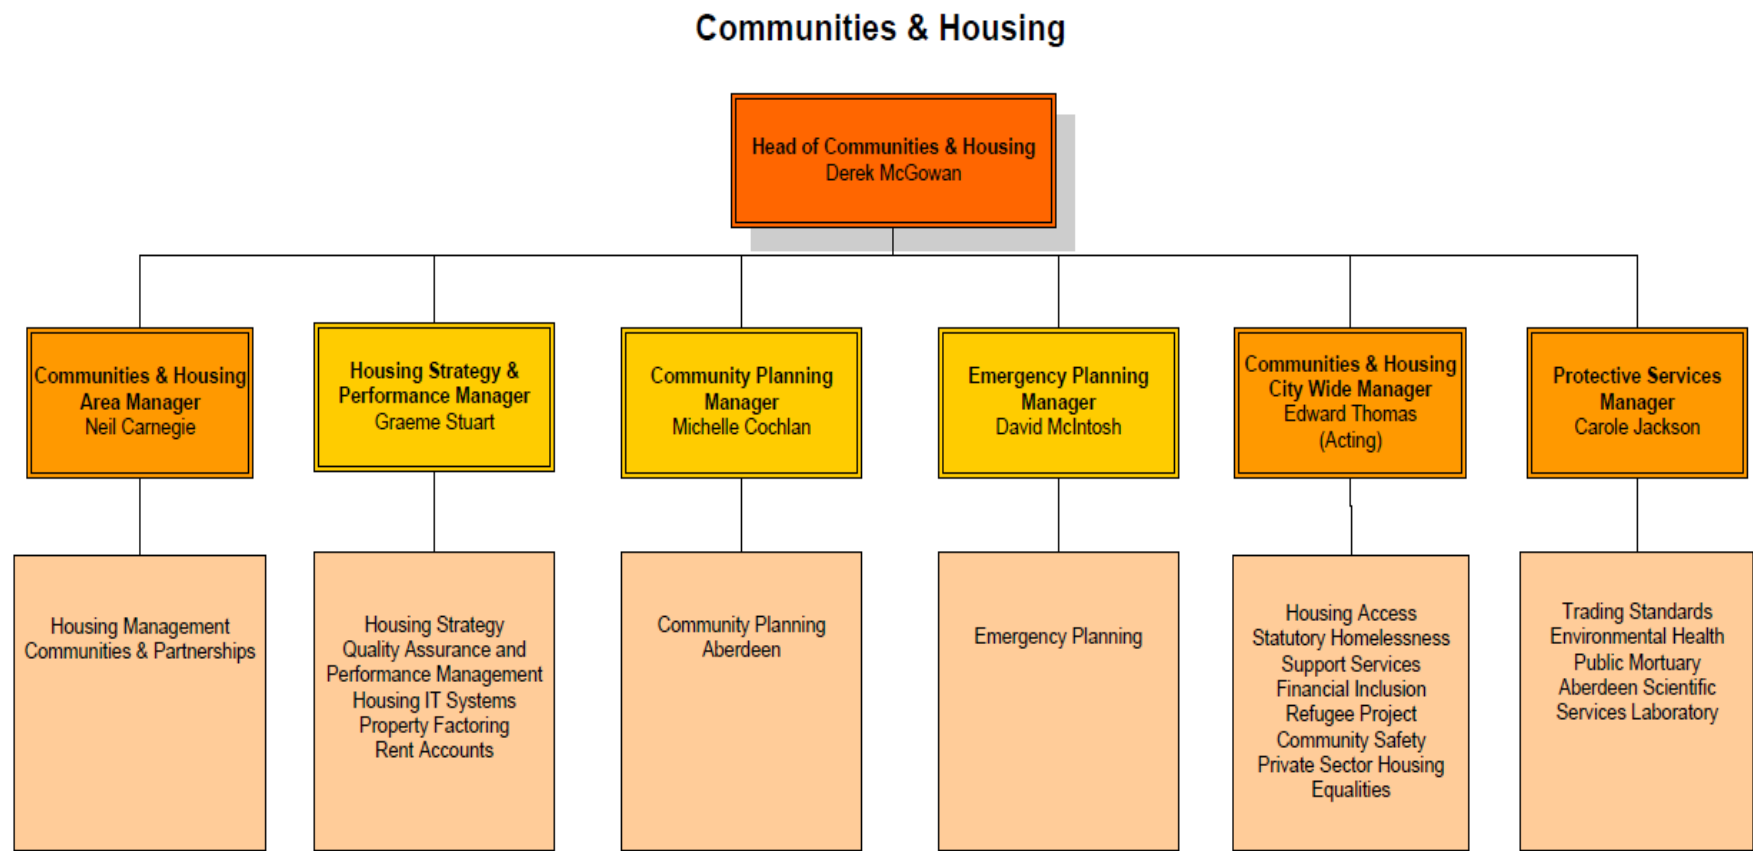 Communities & Housing
Head of Communities & Housing
Derek McGowan
Communities & Housing
Area Manager
Neil Carnegie
Housing Strategy &
Performance Manager
Graeme Stuart
Community Planning
Manager
Michelle Cochlan
Emergency Planning
Manager
David McIntosh
Communities & Housing
City Wide Manager
Edward Thomas
(Acting)
Protective Services
Manager
Carole Jackson
Housing Management
Communities & Partnerships
Housing Strategy
Quality Assurance and
Performance Management
Housing IT Systems
Property Factoring
Rent Accounts
Community Planning
Aberdeen
Emergency Planning
Housing Access
Statutory Homelessness
Support Services
Financial Inclusion
Refugee Project
Community Safety
Private Sector Housing
Equalities
Trading Standards
Environmental Health
Public Mortuary
Aberdeen Scientific
Services Laboratory